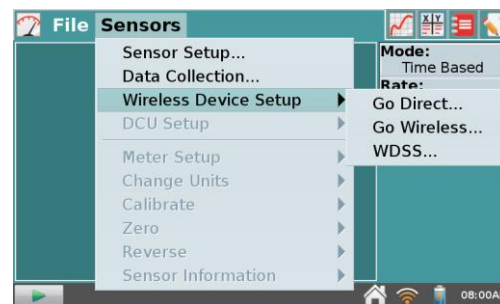 File Sensors
Sensor Setup...
Data Collection...
Wireless Device Setup
DCU Setup
Meter Setup
Change Units
Calibrate
Zero
Reverse
Sensor Information
Mode:
Time Based
Rate:
Go Direct...
Go Wireless...
WDSS...
X Y
08:00A